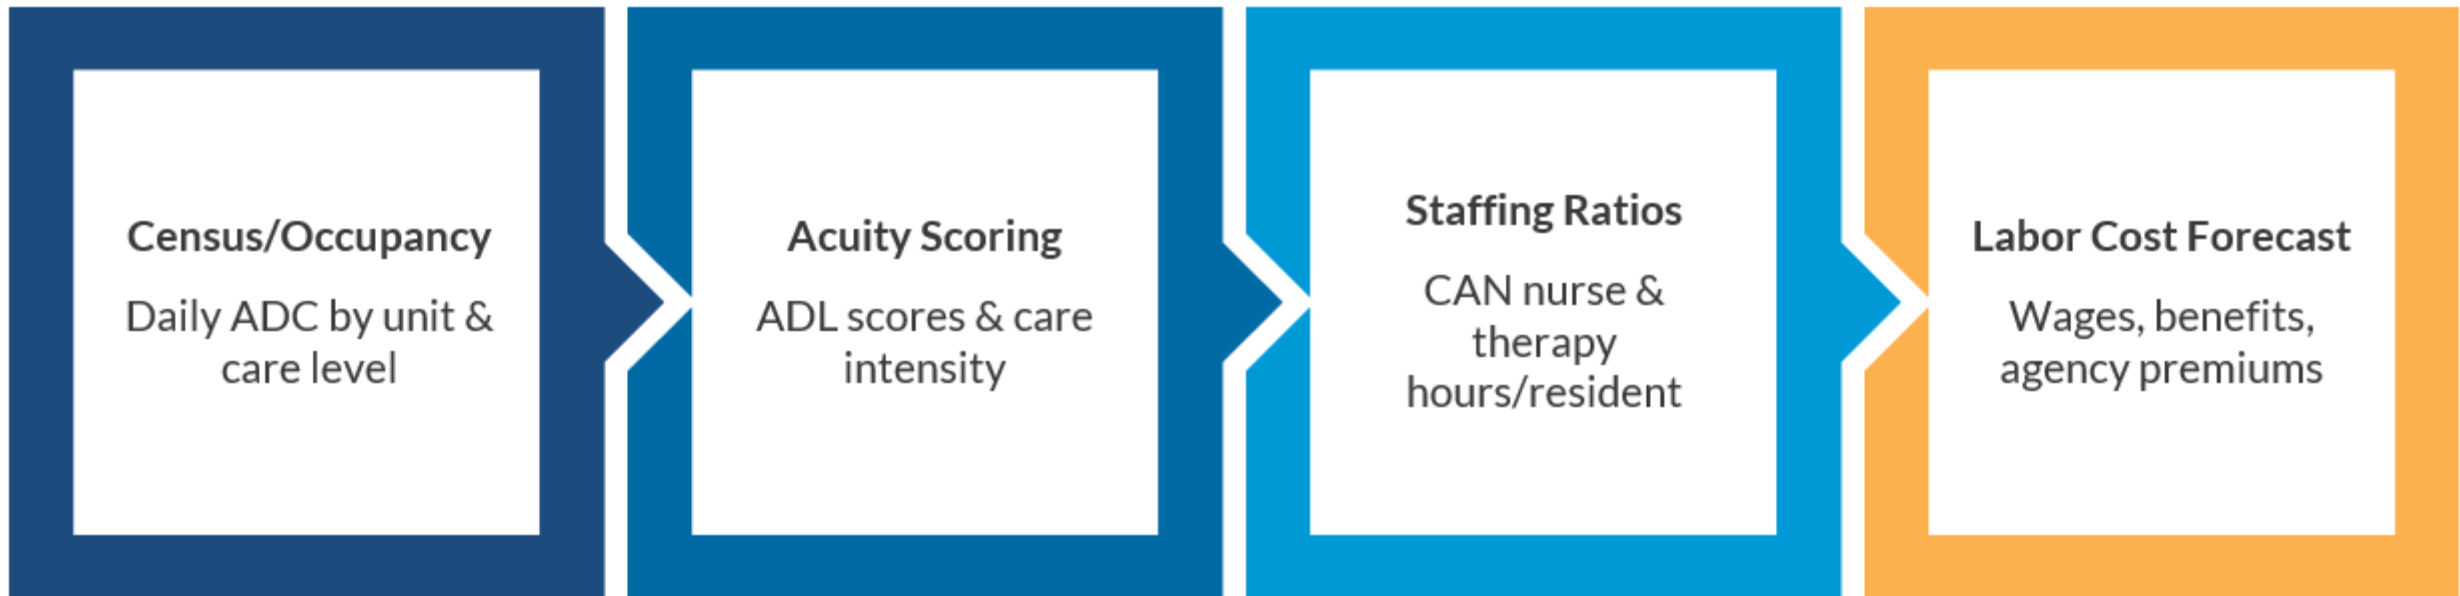 Census/Occupancy
Daily ADC by unit &
care level
Acuity Scoring
ADL scores & care
intensity
Staffing Ratios
CAN nurse &
therapy
hours/resident
Labor Cost Forecast
Wages, benefits,
agency premiums